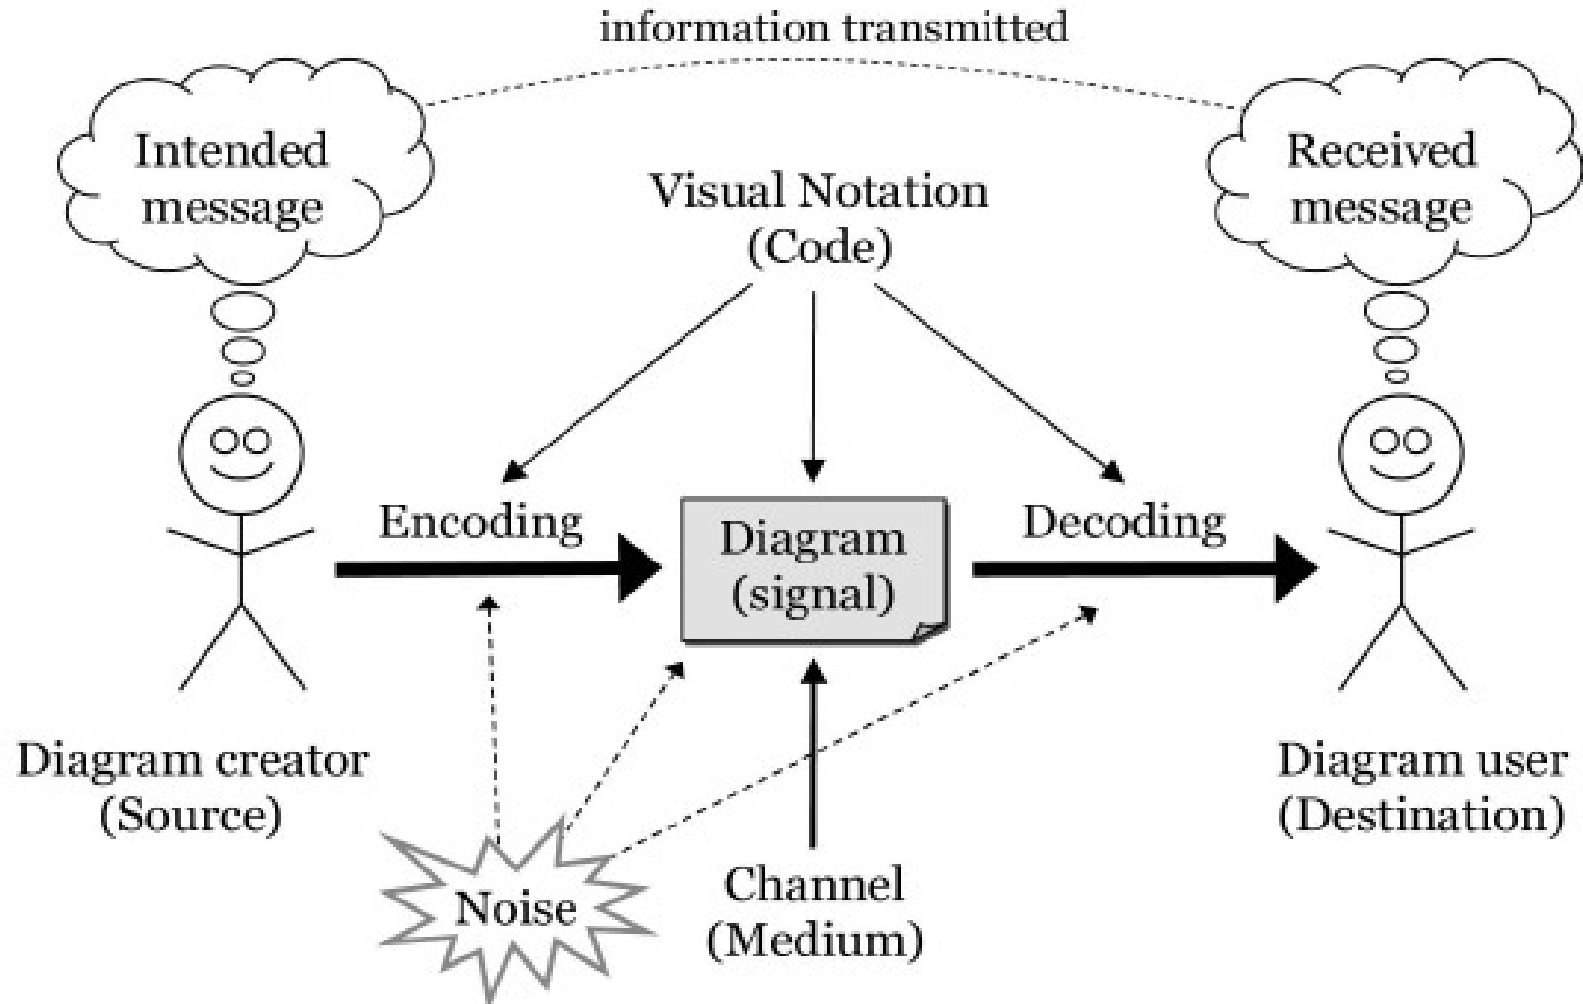 information transmitted
Intended
message
Received
message
Visual Notation
(Code)
Encoding
Diagram
(signal)
Decoding
Diagram creator
(Source)
Diagram user
(Destination)
Noise
Channel
(Medium)